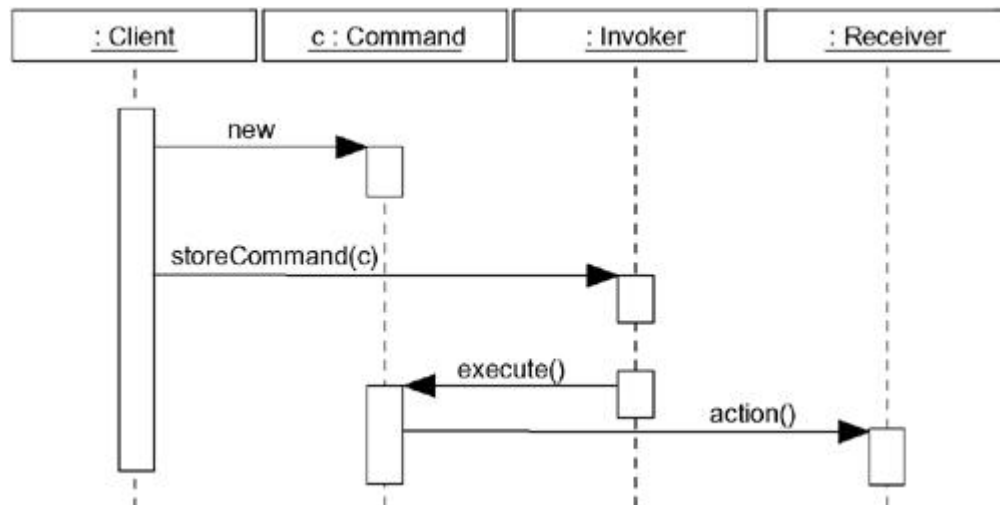 : Client
c : Command
: Invoker
: Receiver
new
storeCommand(c)
execute()
action()